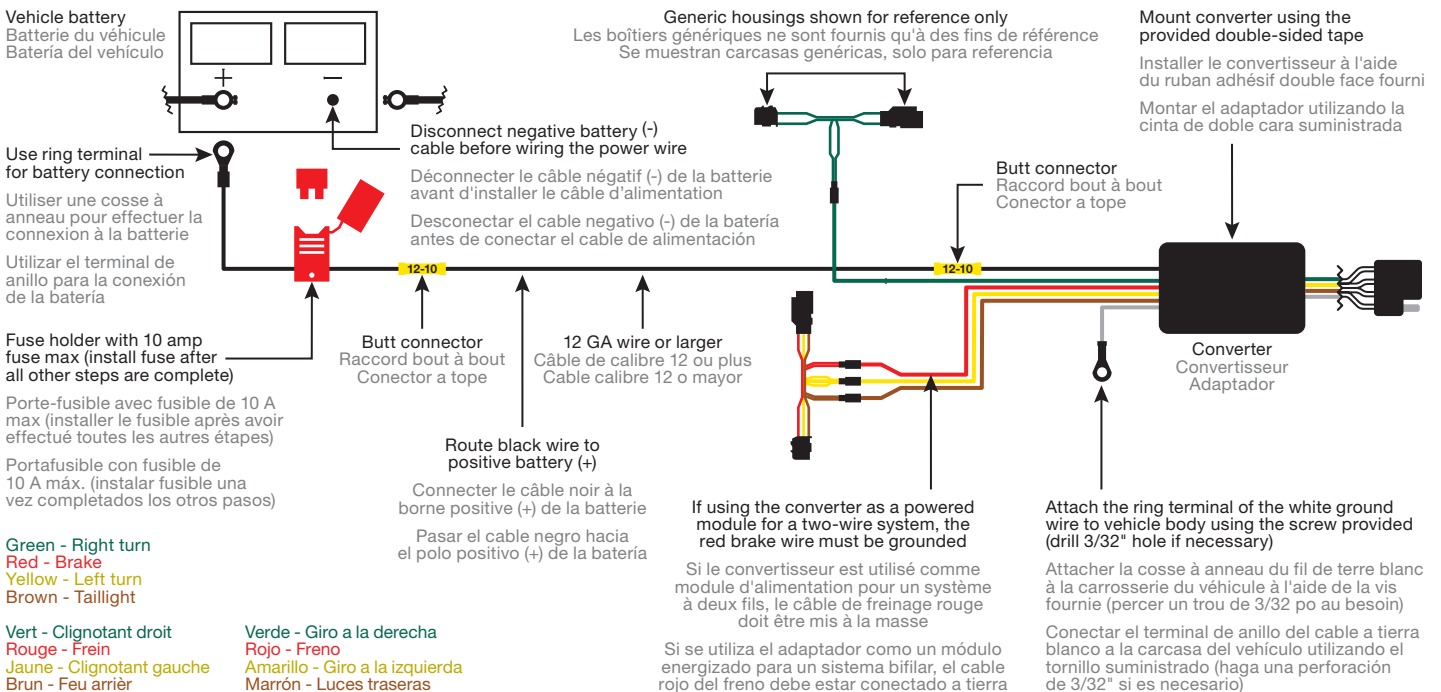 Vehicle battery
Batterie du véhicule
Batería del vehículo
+
−
Use ring terminal
for battery connection
Utiliser une cosse à
anneau pour effectuer la
connexion à la batterie
Utilizar el terminal de
anillo para la conexión
de la batería
Disconnect negative battery (-)
cable before wiring the power wire
Déconnecter le câble négatif (-) de la batterie
avant d'installer le câble d’alimentation
Desconectar el cable negativo (-) de la batería
antes de conectar el cable de alimentación
Generic housings shown for reference only
Les boîtiers génériques ne sont fournis qu'à des fins de référence
Se muestran carcasas genéricas, solo para referencia
Mount converter using the
provided double-sided tape
Installer le convertisseur à l'aide
du ruban adhésif double face fourni
Montar el adaptador utilizando la
cinta de doble cara suministrada
Butt connector
Raccord bout à bout
Conector a tope
12-10
12-10
Fuse holder with 10 amp
fuse max (install fuse after
all other steps are complete)
Porte-fusible avec fusible de 10 A
max (installer le fusible après avoir
effectué toutes les autres étapes)
Portafusible con fusible de
10 A máx. (instalar fusible una
vez completados los otros pasos)
Butt connector
Raccord bout à bout
Conector a tope
12 GA wire or larger
Câble de calibre 12 ou plus
Cable calibre 12 o mayor
Route black wire to
positive battery (+)
Connecter le câble noir à la
borne positive (+) de la batterie
Pasar el cable negro hacia
el polo positivo (+) de la batería
Converter
Convertisseur
Adaptador
If using the converter as a powered
module for a two-wire system, the
red brake wire must be grounded
Si le convertisseur est utilisé comme
module d'alimentation pour un système
à deux fils, le câble de freinage rouge
doit être mis à la masse
Si se utiliza el adaptador como un módulo
energizado para un sistema bifilar, el cable
rojo del freno debe estar conectado a tierra
Attach the ring terminal of the white ground
wire to vehicle body using the screw provided
(drill 3/32" hole if necessary)
Attacher la cosse à anneau du fil de terre blanc
à la carrosserie du véhicule à l'aide de la vis
fournie (percer un trou de 3/32 po au besoin)
Conectar el terminal de anillo del cable a tierra
blanco a la carcasa del vehículo utilizando el
tornillo suministrado (haga una perforación
de 3/32" si es necesario)
Green - Right turn
Red - Brake
Yellow - Left turn
Brown - Taillight
Vert - Clignotant droit
Rouge - Frein
Jaune - Clignotant gauche
Brun - Feu arrièr
Verde - Giro a la derecha
Rojo - Freno
Amarillo - Giro a la izquierda
Marrón - Luces traseras